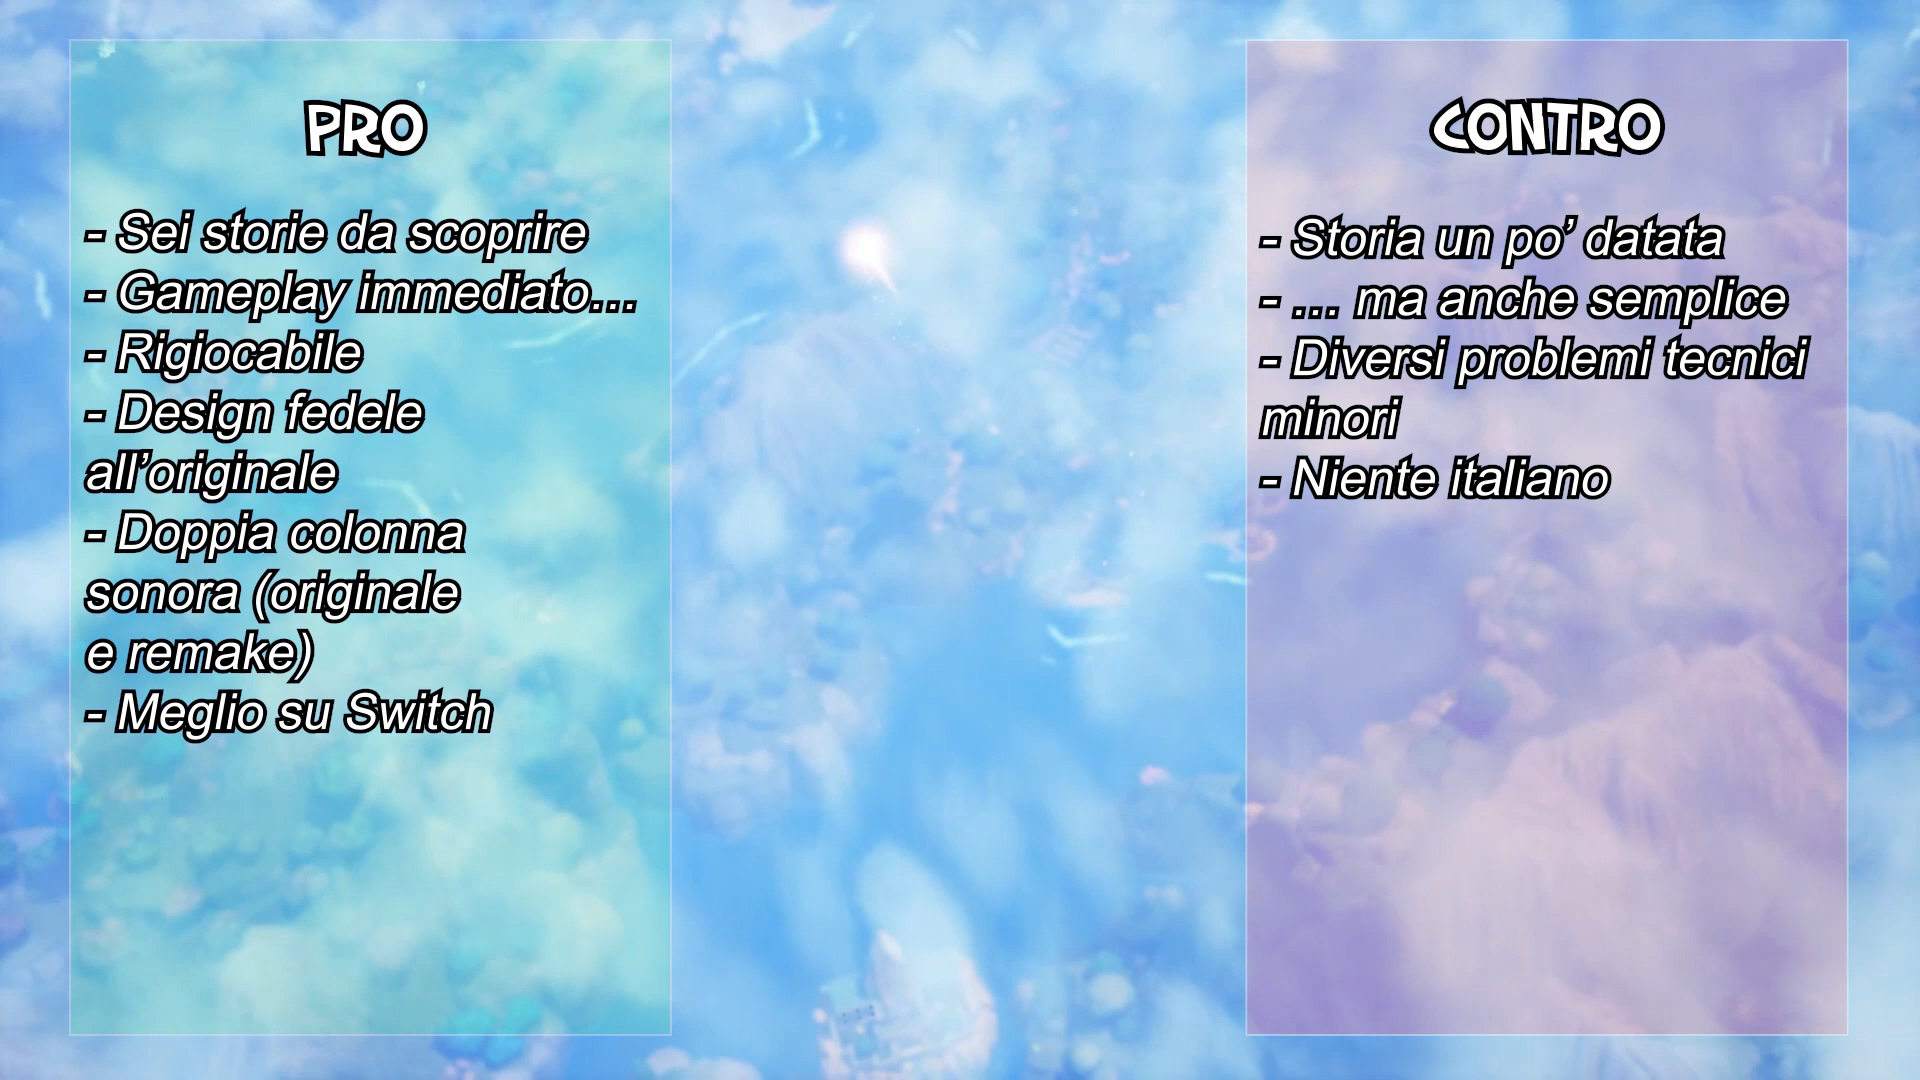 PRO
- Sei storie da scoprire
- Gameplay immediato...
- Rigiocabile
- Design fedele
all'originale
- Doppia colonna
sonora (originale
e remake)
- Meglio su Switch
CONTRO
- Storia un po' datata
- ... ma anche semplice
- Diversi problemi tecnici
minori
- Niente italiano